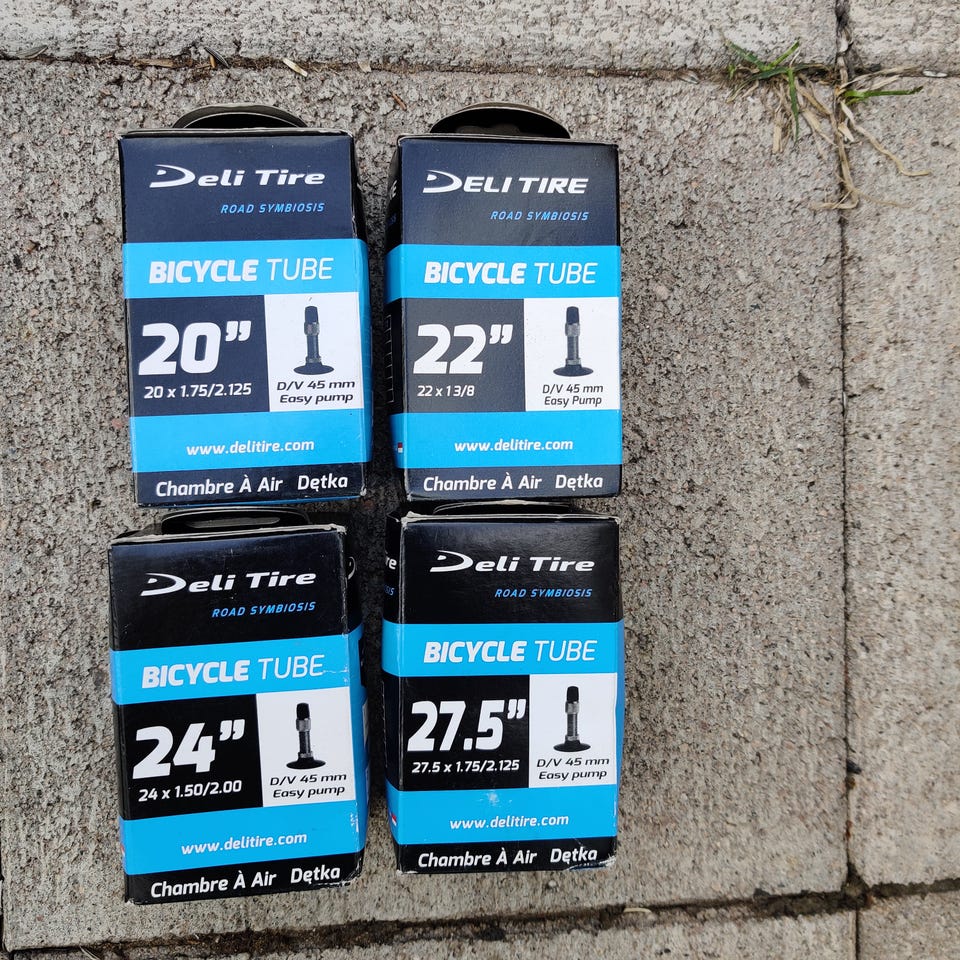 Deli Tire
ROAD SYMBIOSIS
BICYCLE TUBE
20”
20 x 1.75/2.125
D/V 45 mm
Easy pump
www.delitire.com
Chambre À Air Dętka
DELI TIRE
ROAD SYMBIOSIS
BICYCLE TUBE
22”
22 x 1 3/8
D/V 45 mm
Easy Pump
www.delitire.com
Chambre À Air Dętka
Deli Tire
ROAD SYMBIOSIS
BICYCLE TUBE
24”
24 x 1.50/2.00
D/V 45 mm
Easy pump
www.delitire.com
Chambre À Air Dętka
Deli Tire
ROAD SYMBIOSIS
BICYCLE TUBE
27.5”
27.5 x 1.75/2.125
D/V 45 mm
Easy pump
www.delitire.com
Chambre À Air Dętka